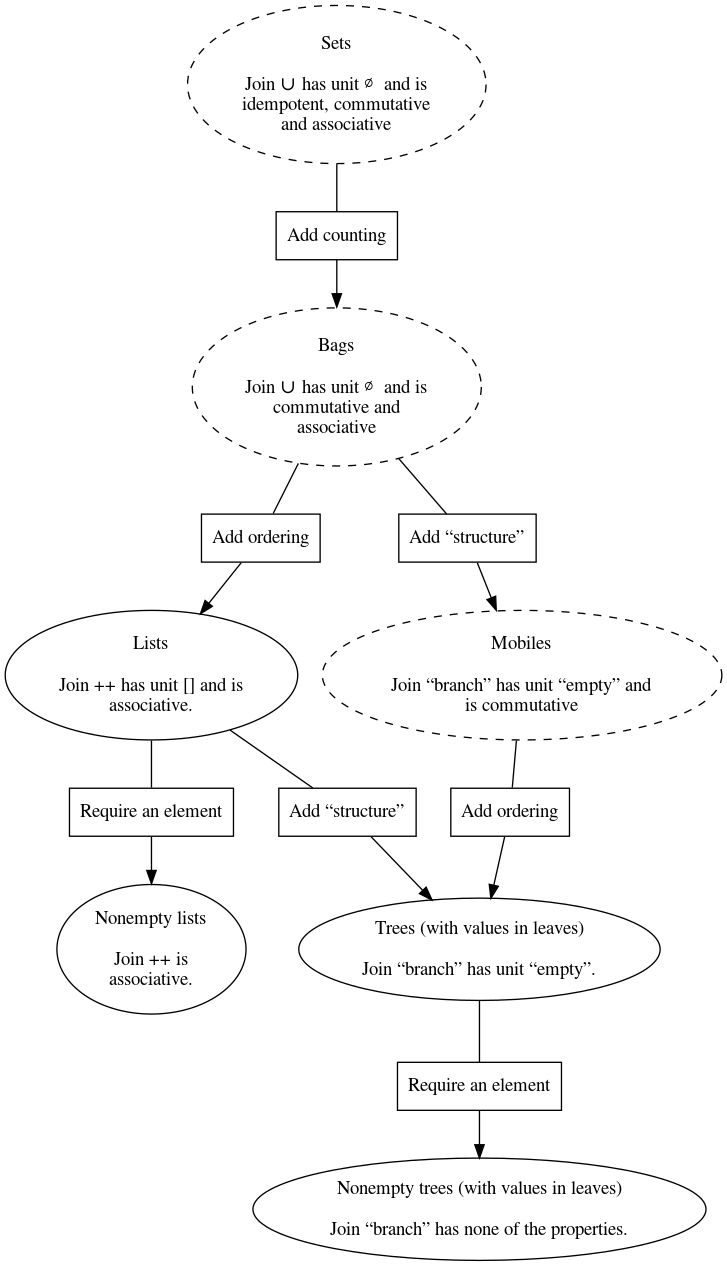 Sets
Join ∪ has unit ∅ and is
idempotent, commutative
and associative
Add counting
Bags
Join ∪ has unit ∅ and is
commutative and
associative
Add ordering
Add “structure”
Lists
Join ++ has unit [] and is
associative.
Mobiles
Join “branch” has unit “empty” and
is commutative
Require an element
Add “structure”
Add ordering
Nonempty lists
Join ++ is
associative.
Trees (with values in leaves)
Join “branch” has unit “empty”.
Require an element
Nonempty trees (with values in leaves)
Join “branch” has none of the properties.